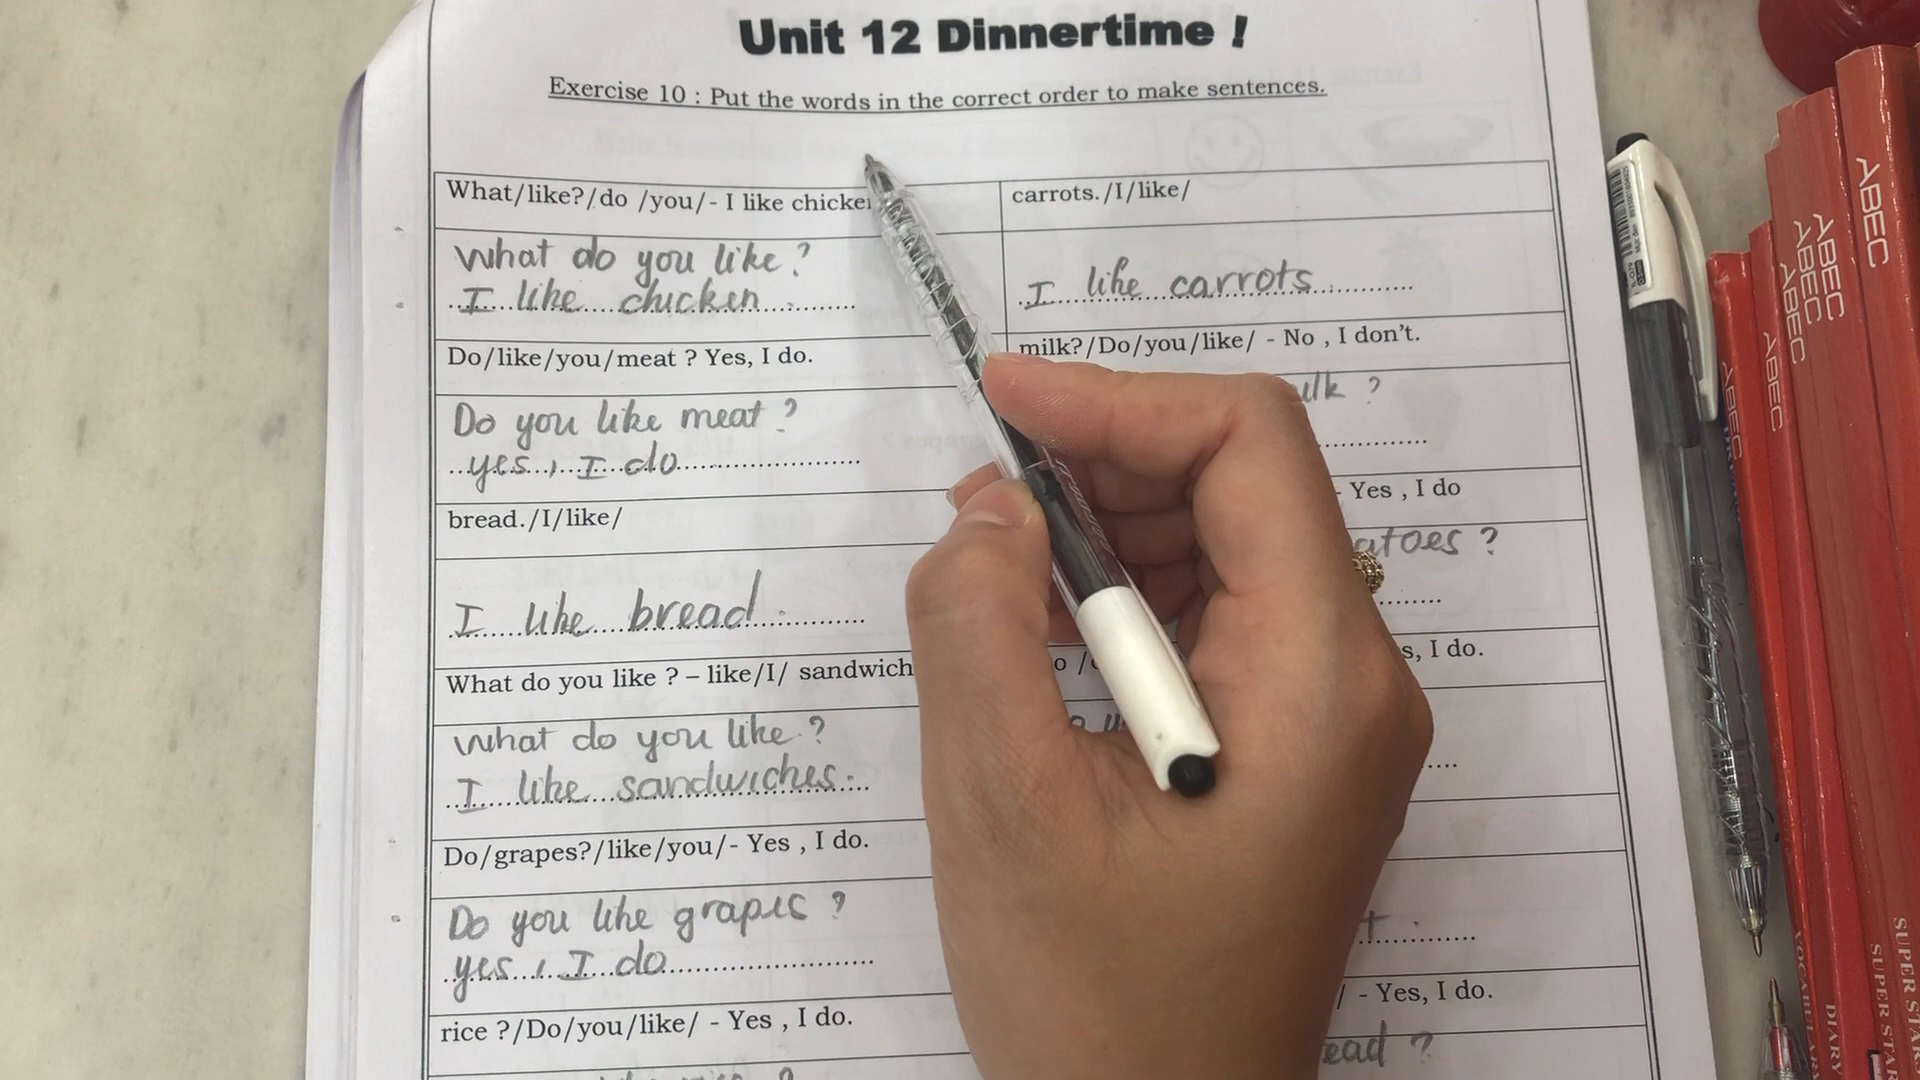 Unit 12 Dinnertime !
Exercise 10 : Put the words in the correct order to make sentences.
What/like?/do /you/- I like
What do you like ?
I like chicken .
carrots./I/like/
I like carrots
Do/like/you/meat ? Yes, I do.
Do you like meat ?
yes , I do
milk?/Do/you/like/ - No , I don't.
?
bread./I/like/
I like bread .
- Yes , I do
?
What do you like ? – like/I/
What do you like ?
I like sandwiches .
, I do.
Do/grapes?/like/you/- Yes , I do.
Do you like grapes ?
yes , I do
rice ?/Do/you/like/ - Yes , I do.
/ - Yes, I do.
?
ABEC
ABEC
ABEC
ABEC
ABEC
ABEC
DIARY
SUPER STAR
SUPER STARS